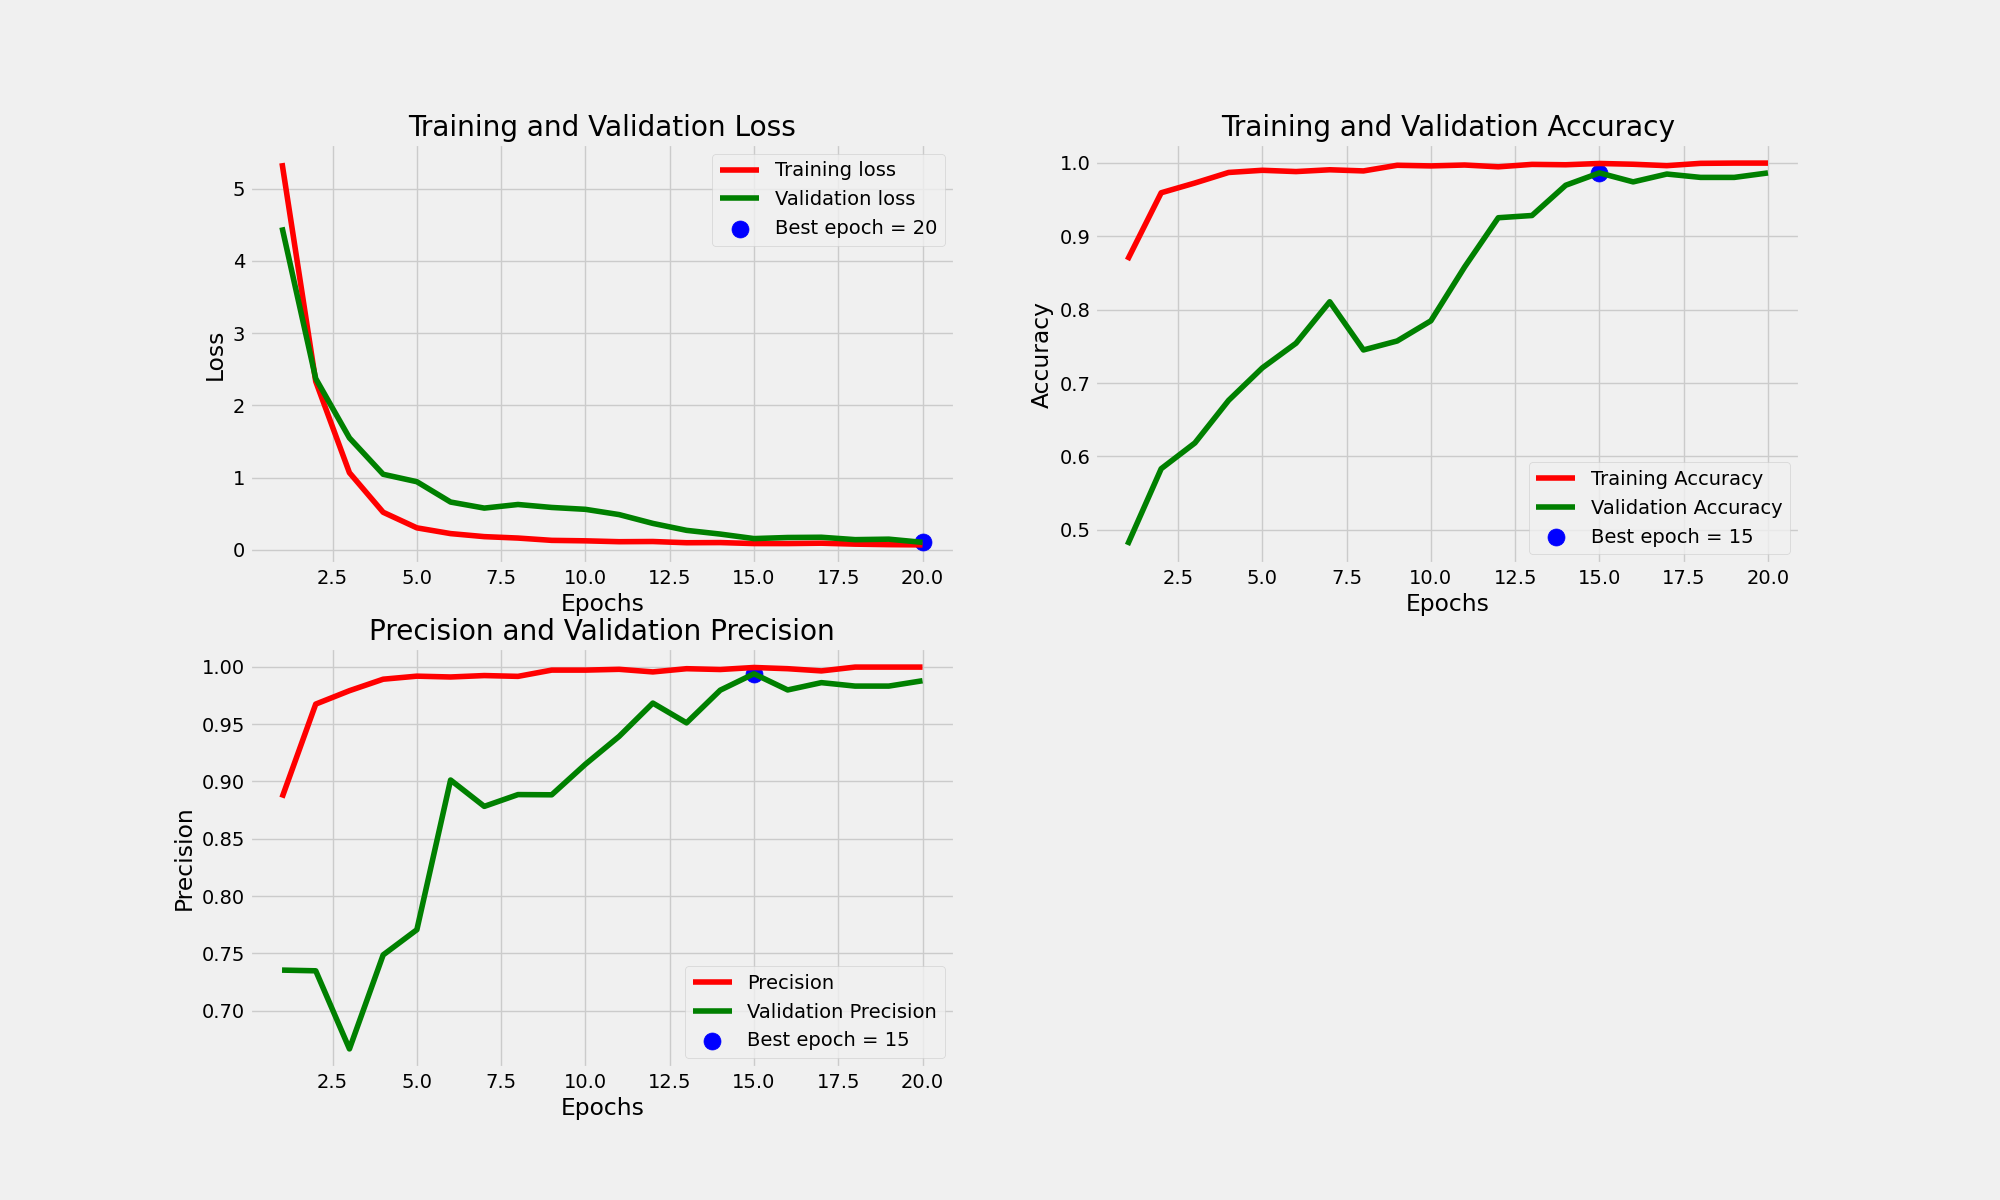 Training and Validation Loss
Loss
5
4
3
2
1
0
Training loss
Validation loss
Best epoch = 20
2.5 5.0 7.5 10.0 12.5 15.0 17.5 20.0
Epochs
Training and Validation Accuracy
Accuracy
1.0
0.9
0.8
0.7
0.6
0.5
Training Accuracy
Validation Accuracy
Best epoch = 15
2.5 5.0 7.5 10.0 12.5 15.0 17.5 20.0
Epochs
Precision and Validation Precision
Precision
1.00
0.95
0.90
0.85
0.80
0.75
0.70
Precision
Validation Precision
Best epoch = 15
2.5 5.0 7.5 10.0 12.5 15.0 17.5 20.0
Epochs